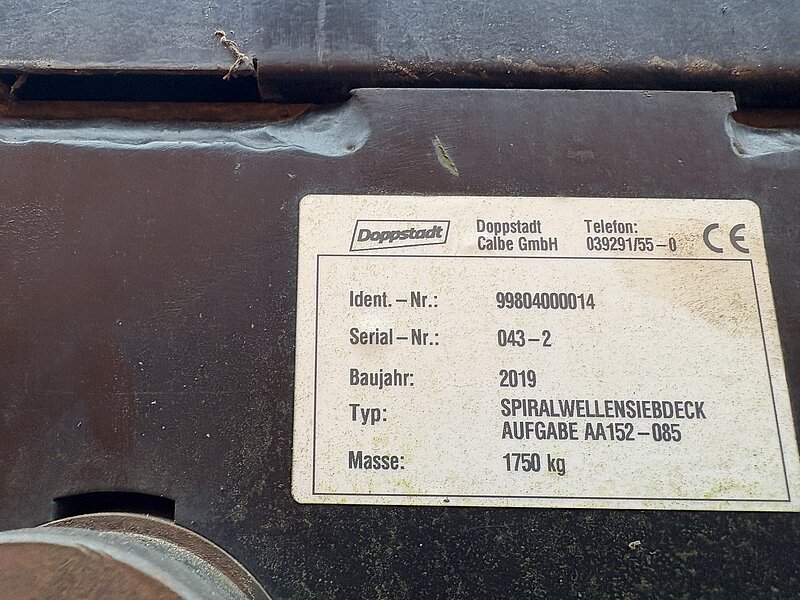 Doppstadt
Doppstadt Telefon:
Calbe GmbH 039291/55-0
CE
Ident.-Nr.: 99804000014
Serial-Nr.: 043-2
Baujahr: 2019
Typ: SPIRALWELLENSIEBDECK
AUFGABE AA152-085
Masse: 1750 kg